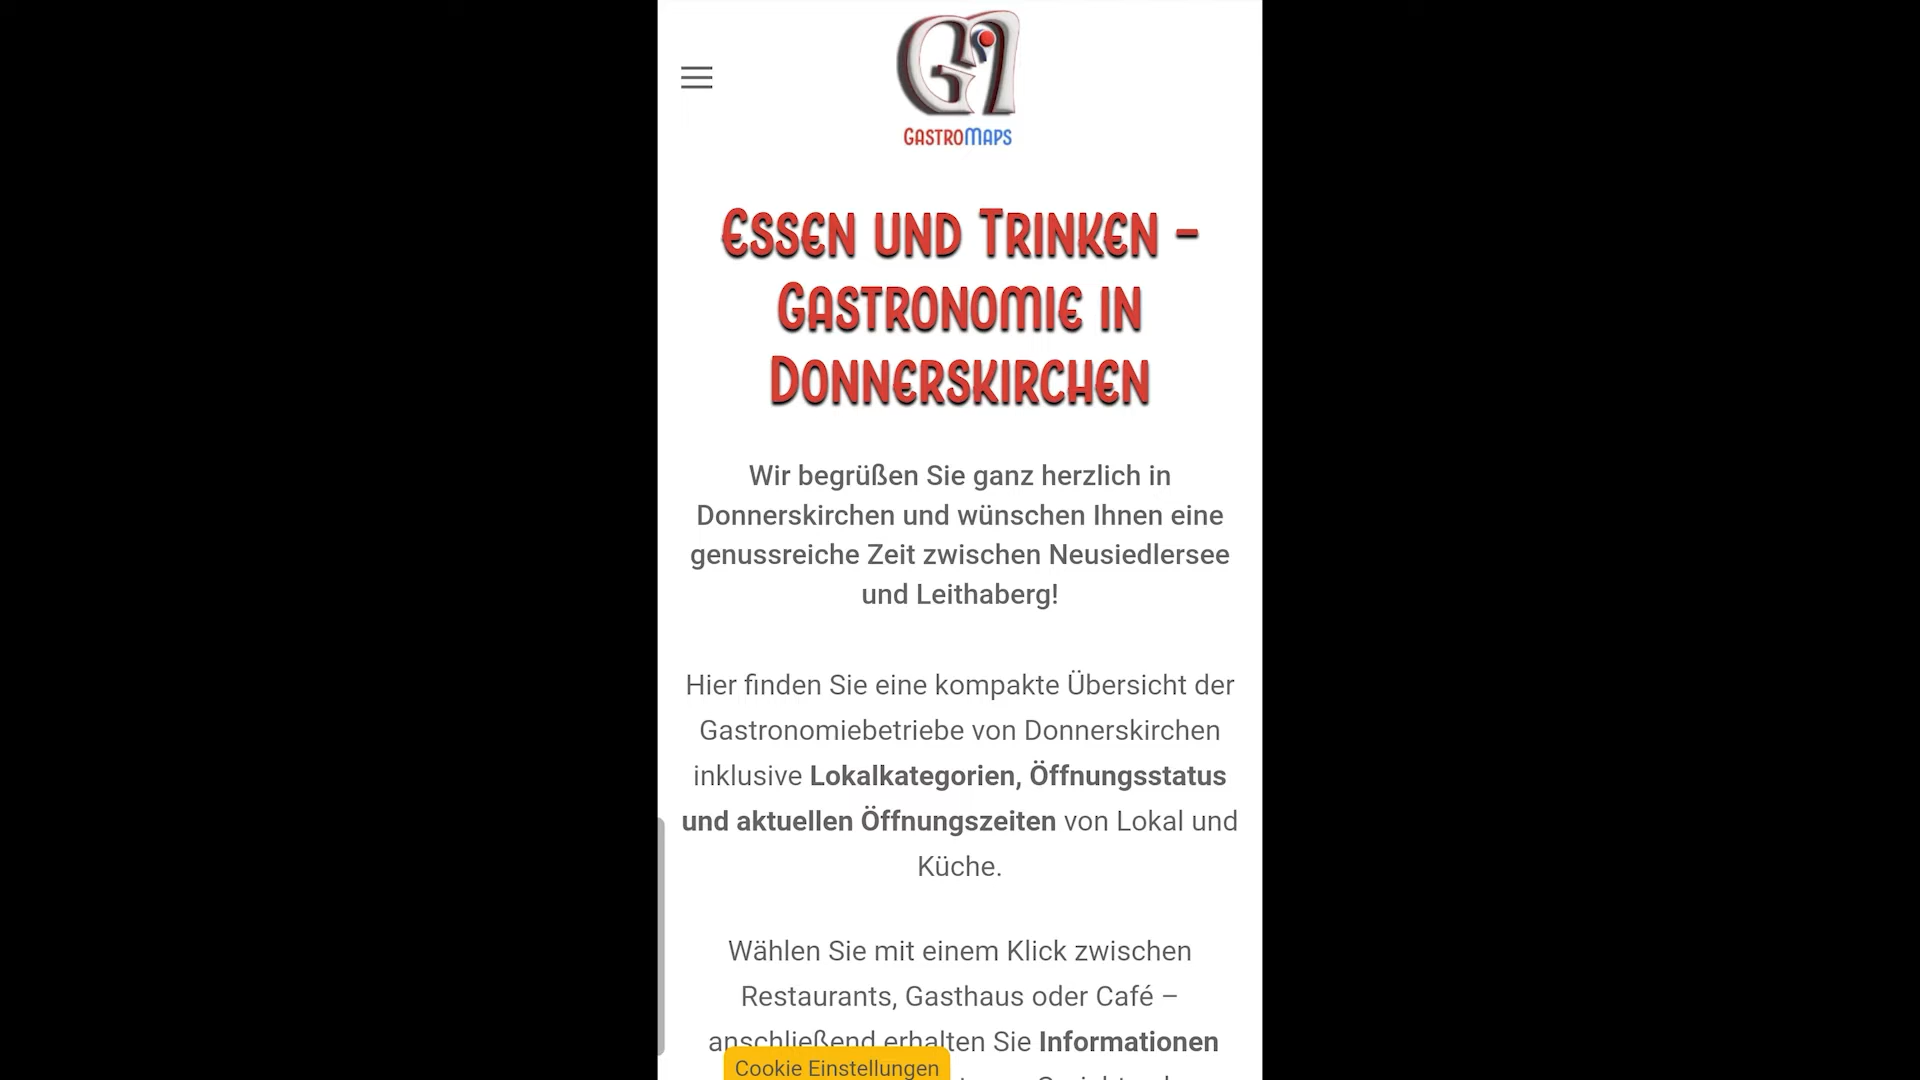 GASTROMAPS
ESSEN UND TRINKEN –
GASTRONOMIE IN
DONNERSKIRCHEN
Wir begrüßen Sie ganz herzlich in
Donnerskirchen und wünschen Ihnen eine
genussreiche Zeit zwischen Neusiedlersee
und Leithaberg!
Hier finden Sie eine kompakte Übersicht der
Gastronomiebetriebe von Donnerskirchen
inklusive Lokalkategorien, Öffnungsstatus
und aktuellen Öffnungszeiten von Lokal und
Küche.
Wählen Sie mit einem Klick zwischen
Restaurants, Gasthaus oder Café –
anschließend erhalten Sie Informationen
Cookie Einstellungen